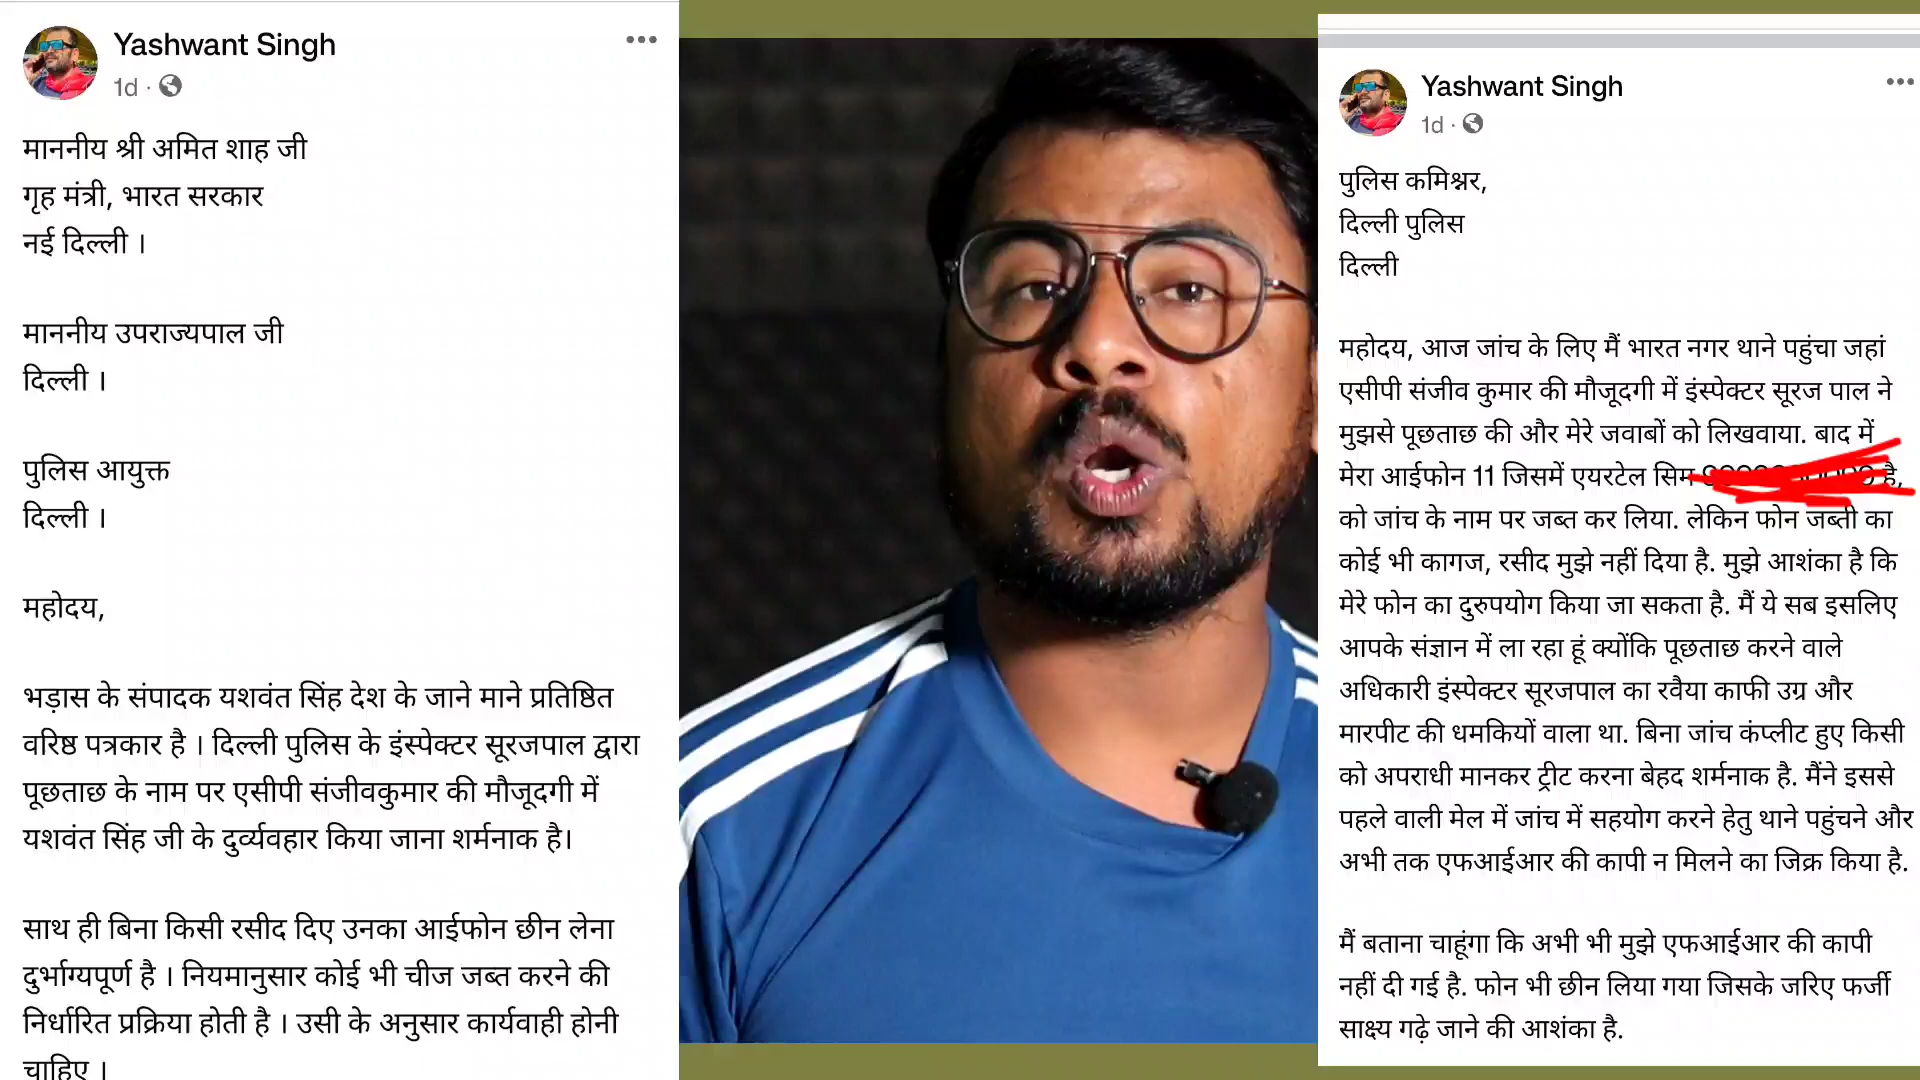 Yashwant Singh
1d
माननीय श्री अमित शाह जी
गृह मंत्री, भारत सरकार
नई दिल्ली ।
माननीय उपराज्यपाल जी
दिल्ली ।
पुलिस आयुक्त
दिल्ली ।
महोदय,
भड़ास के संपादक यशवंत सिंह देश के जाने माने प्रतिष्ठित
वरिष्ठ पत्रकार है । दिल्ली पुलिस के इंस्पेक्टर सूरजपाल द्वारा
पूछताछ के नाम पर एसीपी संजीवकुमार की मौजूदगी में
यशवंत सिंह जी के दुर्व्यवहार किया जाना शर्मनाक है।
साथ ही बिना किसी रसीद दिए उनका आईफोन छीन लेना
दुर्भाग्यपूर्ण है । नियमानुसार कोई भी चीज जब्त करने की
निर्धारित प्रक्रिया होती है । उसी के अनुसार कार्यवाही होनी
चाहिए ।
Yashwant Singh
1d
पुलिस कमिश्नर,
दिल्ली पुलिस
दिल्ली
महोदय, आज जांच के लिए मैं भारत नगर थाने पहुंचा जहां
एसीपी संजीव कुमार की मौजूदगी में इंस्पेक्टर सूरज पाल ने
मुझसे पूछताछ की और मेरे जवाबों को लिखवाया. बाद में
मेरा आईफोन 11 जिसमें एयरटेल सिम है,
को जांच के नाम पर जब्त कर लिया. लेकिन फोन जब्ती का
कोई भी कागज, रसीद मुझे नहीं दिया है. मुझे आशंका है कि
मेरे फोन का दुरुपयोग किया जा सकता है. मैं ये सब इसलिए
आपके संज्ञान में ला रहा हूं क्योंकि पूछताछ करने वाले
अधिकारी इंस्पेक्टर सूरजपाल का रवैया काफी उग्र और
मारपीट की धमकियों वाला था. बिना जांच कंप्लीट हुए किसी
को अपराधी मानकर ट्रीट करना बेहद शर्मनाक है. मैंने इससे
पहले वाली मेल में जांच में सहयोग करने हेतु थाने पहुंचने और
अभी तक एफआईआर की कापी न मिलने का जिक्र किया है.
मैं बताना चाहूंगा कि अभी भी मुझे एफआईआर की कापी
नहीं दी गई है. फोन भी छीन लिया गया जिसके जरिए फर्जी
साक्ष्य गढ़े जाने की आशंका है.